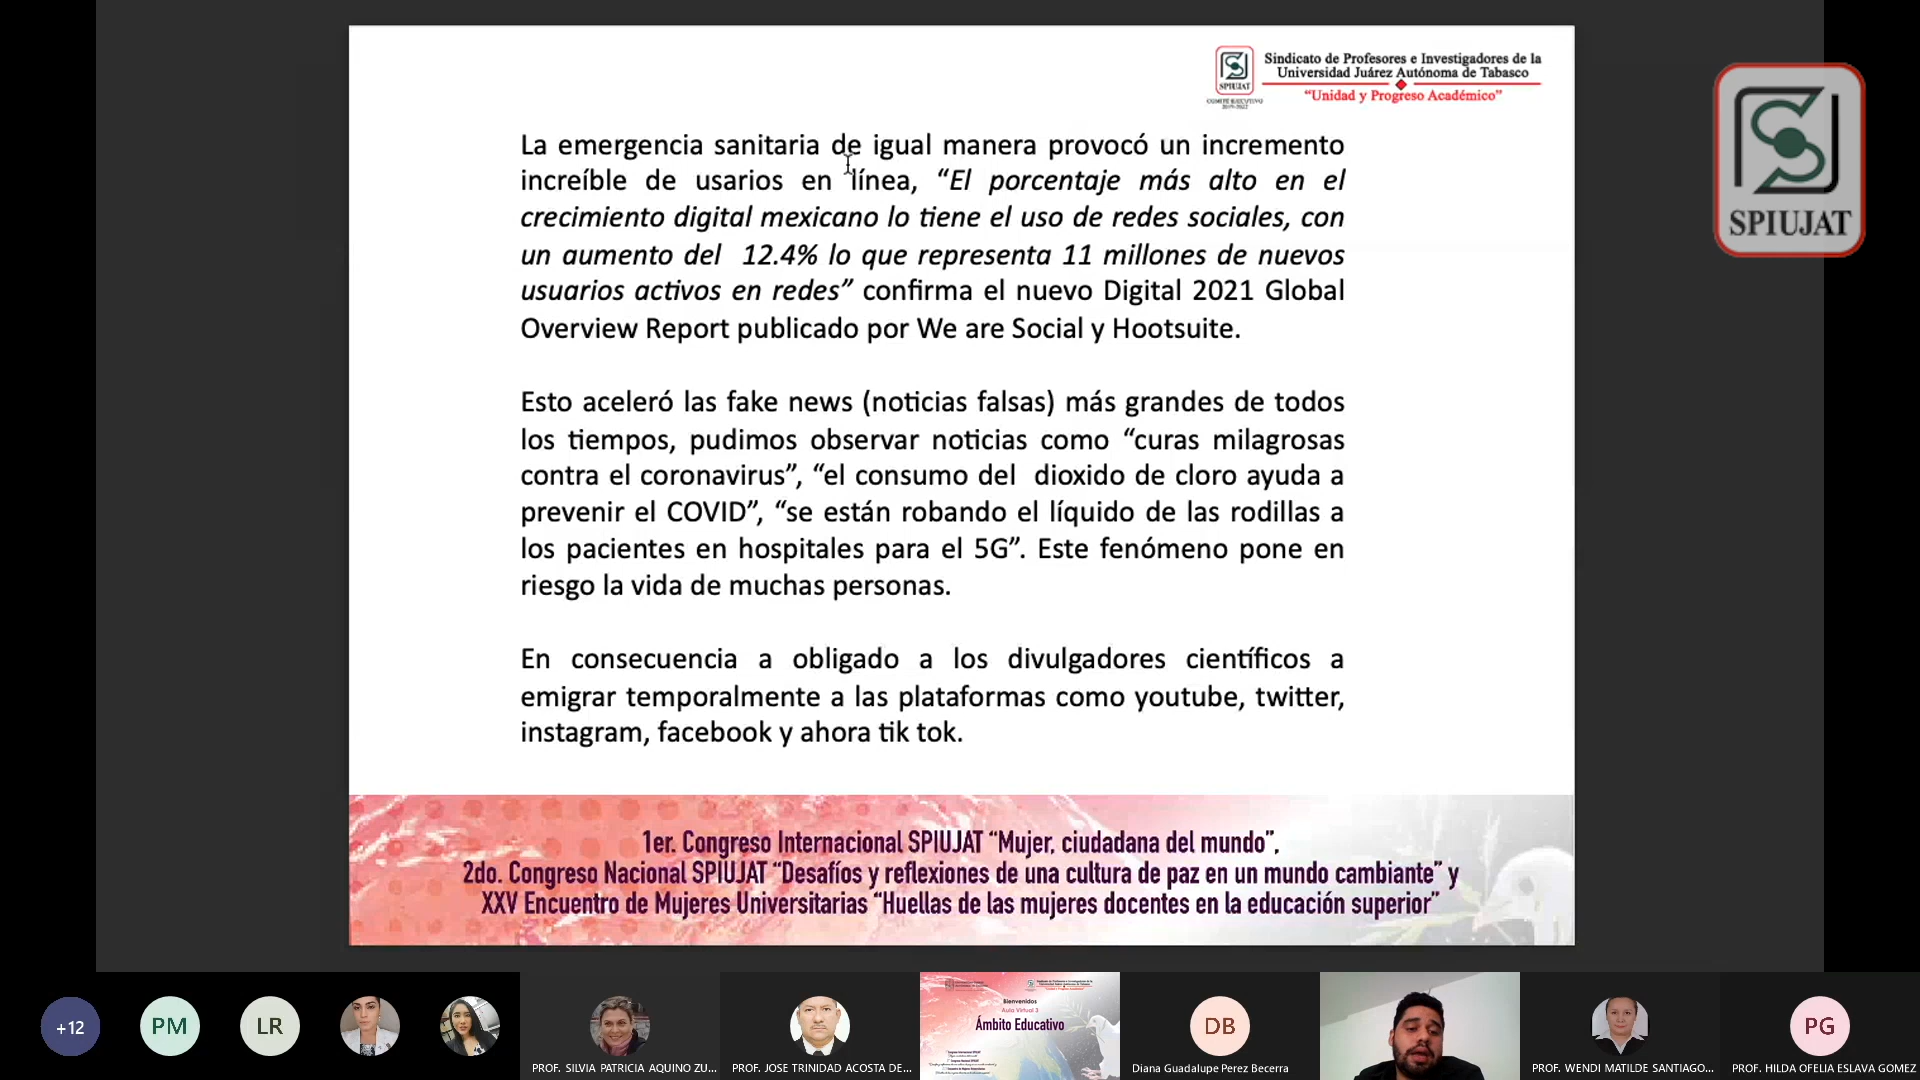 Sindicato de Profesores e Investigadores de la
Universidad Juárez Autónoma de Tabasco
“Unidad y Progreso Académico”
SPIUJAT
COMITÉ EJECUTIVO
2019-2022
SPIUJAT
La emergencia sanitaria de igual manera provocó un incremento
increíble de usarios en línea, “El porcentaje más alto en el
crecimiento digital mexicano lo tiene el uso de redes sociales, con
un aumento del 12.4% lo que representa 11 millones de nuevos
usuarios activos en redes” confirma el nuevo Digital 2021 Global
Overview Report publicado por We are Social y Hootsuite.
Esto aceleró las fake news (noticias falsas) más grandes de todos
los tiempos, pudimos observar noticias como “curas milagrosas
contra el coronavirus”, “el consumo del dioxido de cloro ayuda a
prevenir el COVID”, “se están robando el líquido de las rodillas a
los pacientes en hospitales para el 5G”. Este fenómeno pone en
riesgo la vida de muchas personas.
En consecuencia a obligado a los divulgadores científicos a
emigrar temporalmente a las plataformas como youtube, twitter,
instagram, facebook y ahora tik tok.
1er. Congreso Internacional SPIUJAT “Mujer, ciudadana del mundo”,
2do. Congreso Nacional SPIUJAT “Desafíos y reflexiones de una cultura de paz en un mundo cambiante” y
XXV Encuentro de Mujeres Universitarias “Huellas de las mujeres docentes en la educación superior”
+12
PM
LR
PROF. SILVIA PATRICIA AQUINO ZU...
PROF. JOSE TRINIDAD ACOSTA DE...
Bienvenidos
Aula Virtual 3
Ámbito Educativo
DB
Diana Guadalupe Perez Becerra
PROF. WENDI MATILDE SANTIAGO...
PG
PROF. HILDA OFELIA ESLAVA GOMEZ